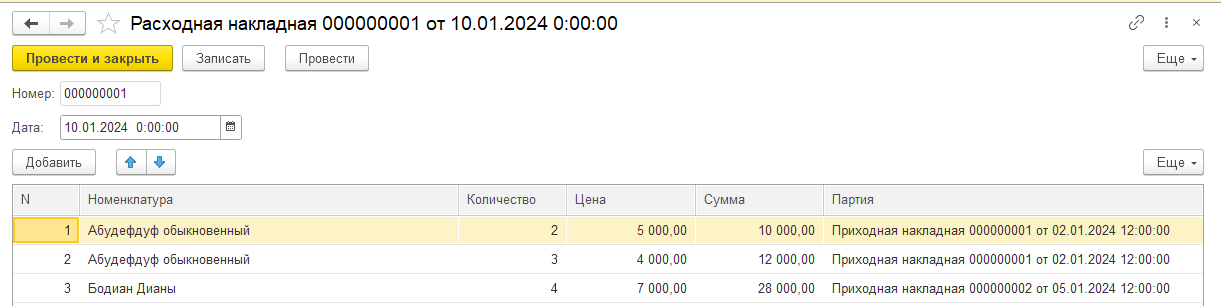 Расходная накладная 000000001 от 10.01.2024 0:00:00
Провести и закрыть Записать Провести Еще
Номер: 000000001
Дата: 10.01.2024 0:00:00
Добавить Еще
N Номенклатура Количество Цена Сумма Партия
1 Абудефдуф обыкновенный 2 5 000,00 10 000,00 Приходная накладная 000000001 от 02.01.2024 12:00:00
2 Абудефдуф обыкновенный 3 4 000,00 12 000,00 Приходная накладная 000000001 от 02.01.2024 12:00:00
3 Бодиан Дианы 4 7 000,00 28 000,00 Приходная накладная 000000002 от 05.01.2024 12:00:00